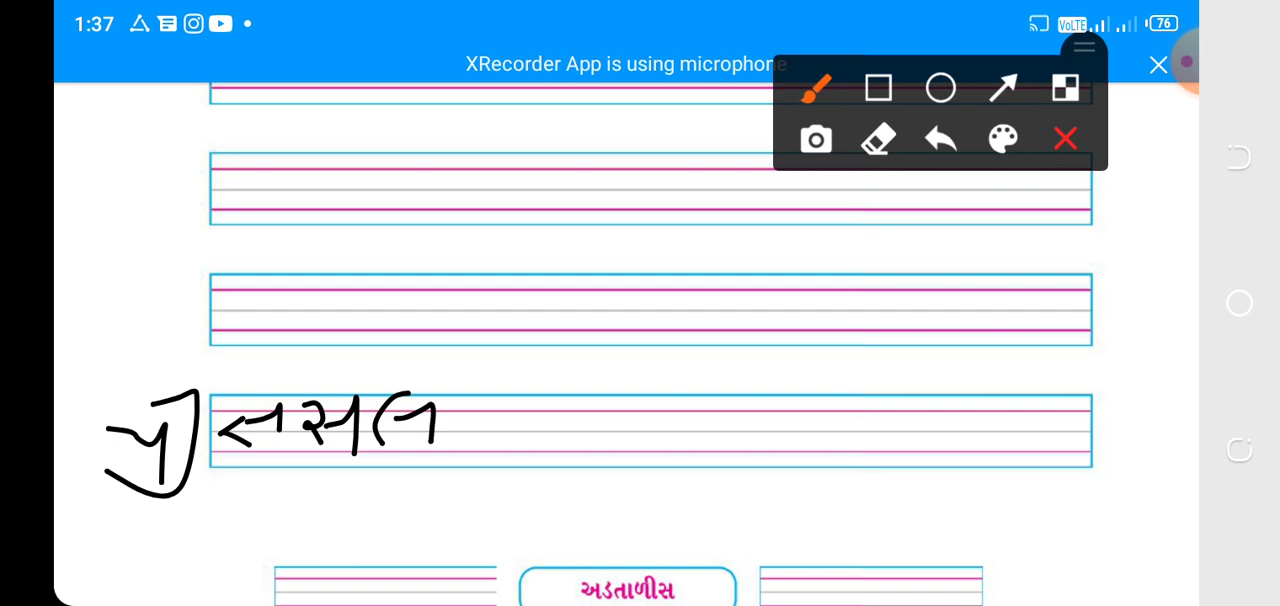 1:37 VoLTE 76
XRecorder App is using microphone
અડતાળીસ